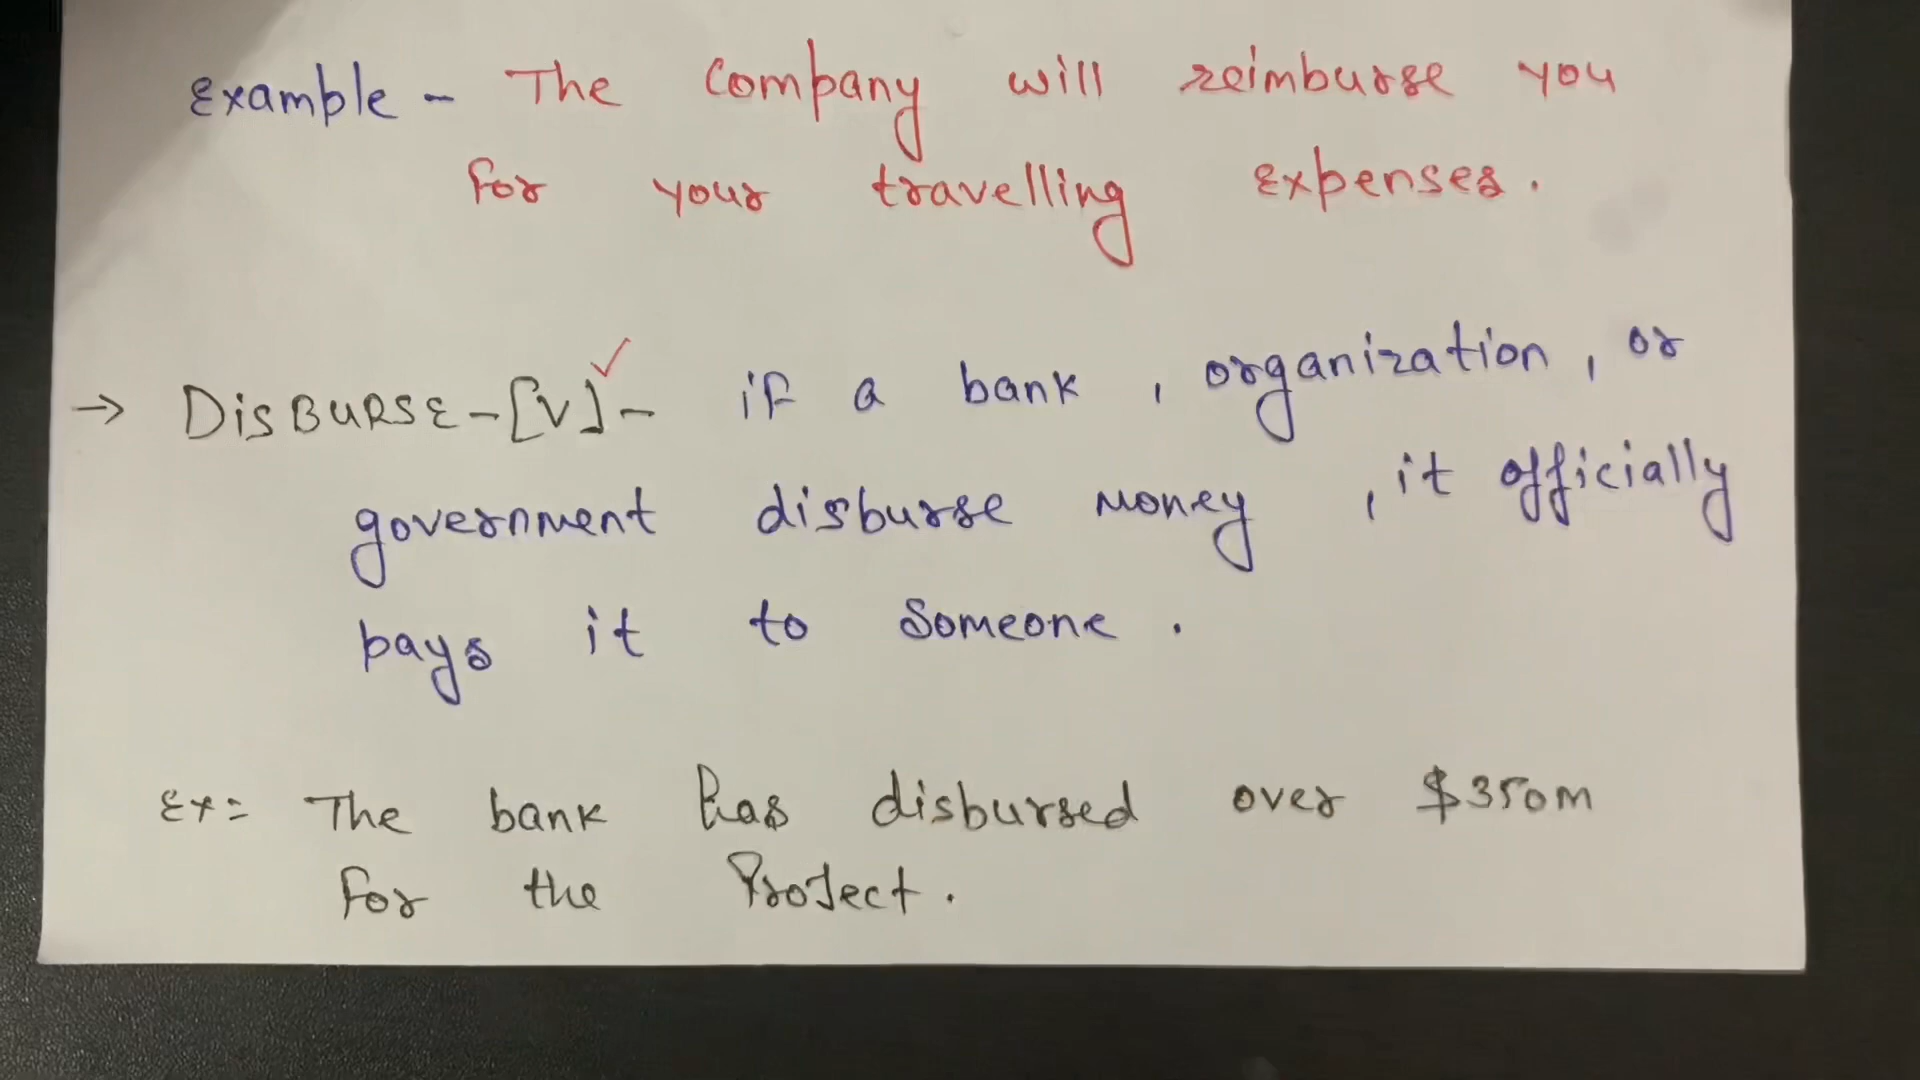 Example - The Company will reimburse you
for your travelling expenses.
→ DISBURSE - [V] ✓ - if a bank, organization, or
government disburse money, it officially
pays it to someone.
Ex= The bank has disbursed over $350m
for the Project.